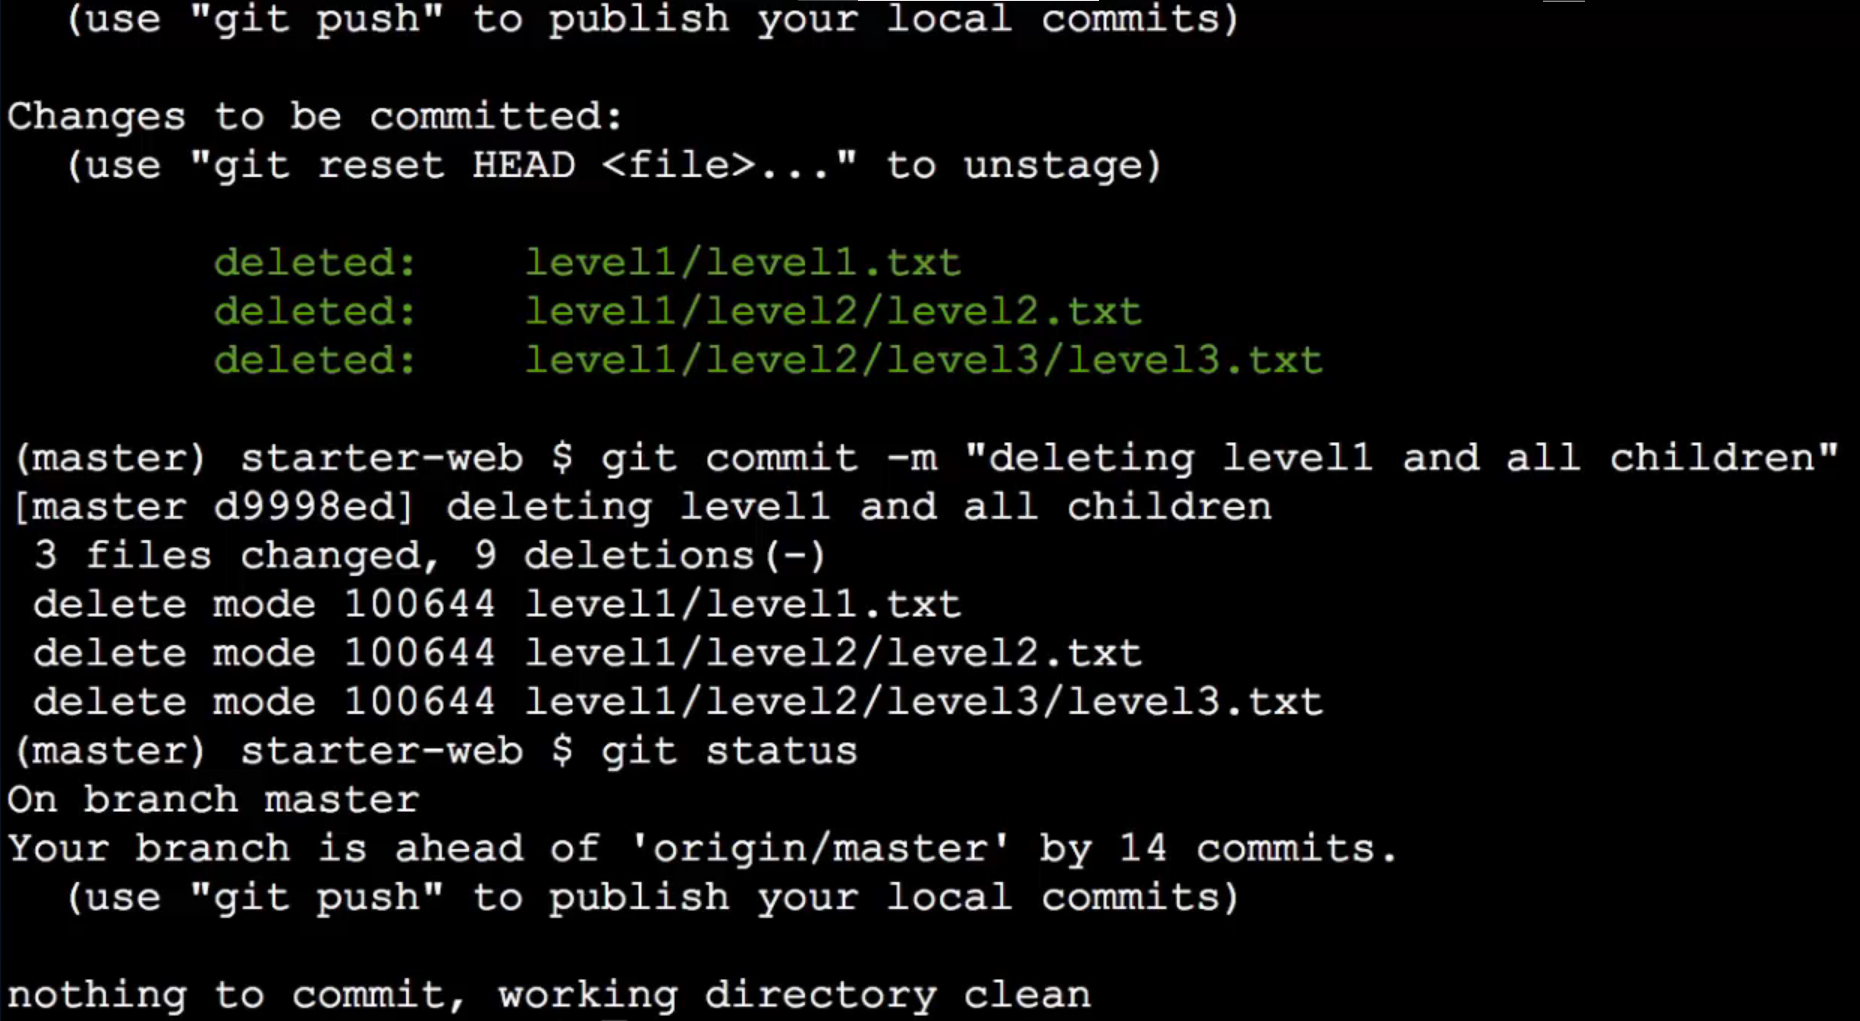 (use "git push" to publish your local commits)
Changes to be committed:
(use "git reset HEAD <file>..." to unstage)
deleted: level1/level1.txt
deleted: level1/level2/level2.txt
deleted: level1/level2/level3/level3.txt
(master) starter-web $ git commit -m "deleting level1 and all children"
[master d9998ed] deleting level1 and all children
3 files changed, 9 deletions(-)
delete mode 100644 level1/level1.txt
delete mode 100644 level1/level2/level2.txt
delete mode 100644 level1/level2/level3/level3.txt
(master) starter-web $ git status
On branch master
Your branch is ahead of 'origin/master' by 14 commits.
(use "git push" to publish your local commits)
nothing to commit, working directory clean